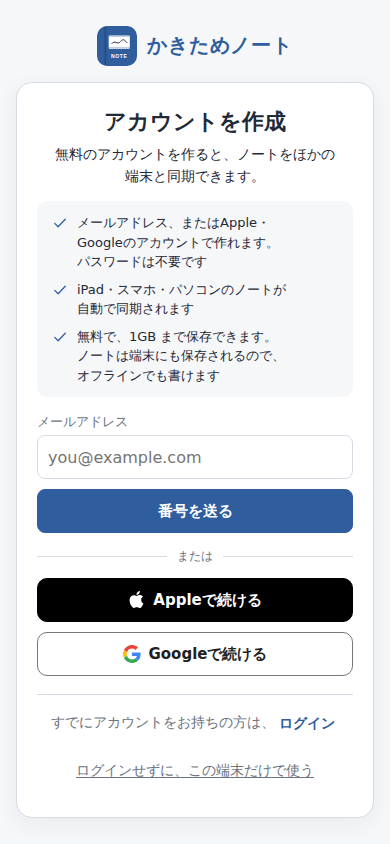 NOTE
かきためノート
アカウントを作成
無料のアカウントを作ると、ノートをほかの
端末と同期できます。
メールアドレス、またはApple・
Googleのアカウントで作れます。
パスワードは不要です
iPad・スマホ・パソコンのノートが
自動で同期されます
無料で、1GB まで保存できます。
ノートは端末にも保存されるので、
オフラインでも書けます
メールアドレス
you@example.com
番号を送る
または
Appleで続ける
Googleで続ける
すでにアカウントをお持ちの方は、 ログイン
ログインせずに、この端末だけで使う